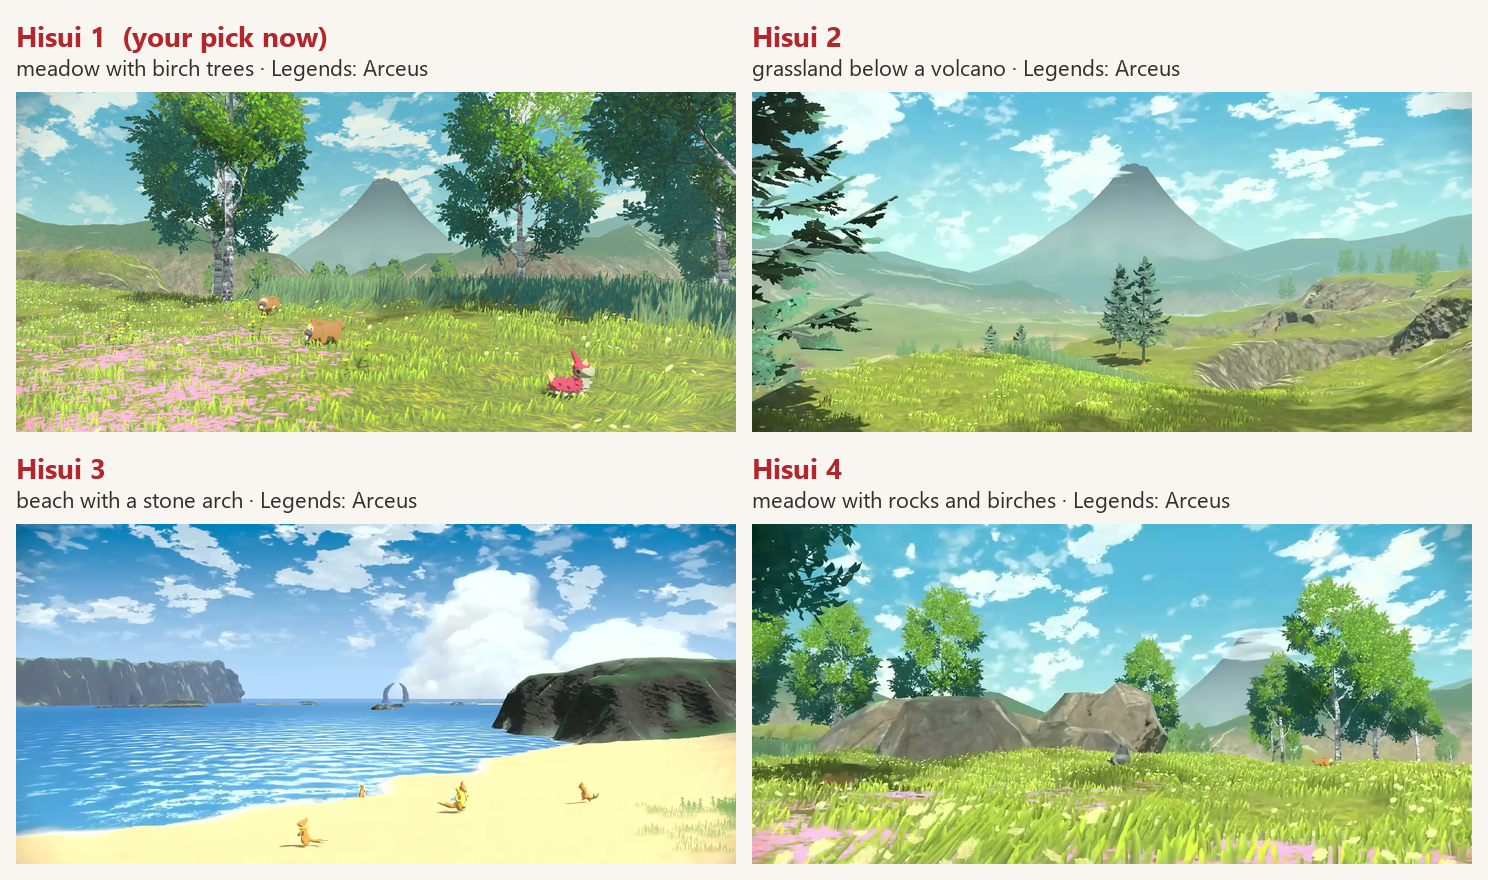 Hisui 1 (your pick now)
meadow with birch trees · Legends: Arceus
Hisui 2
grassland below a volcano · Legends: Arceus
Hisui 3
beach with a stone arch · Legends: Arceus
Hisui 4
meadow with rocks and birches · Legends: Arceus